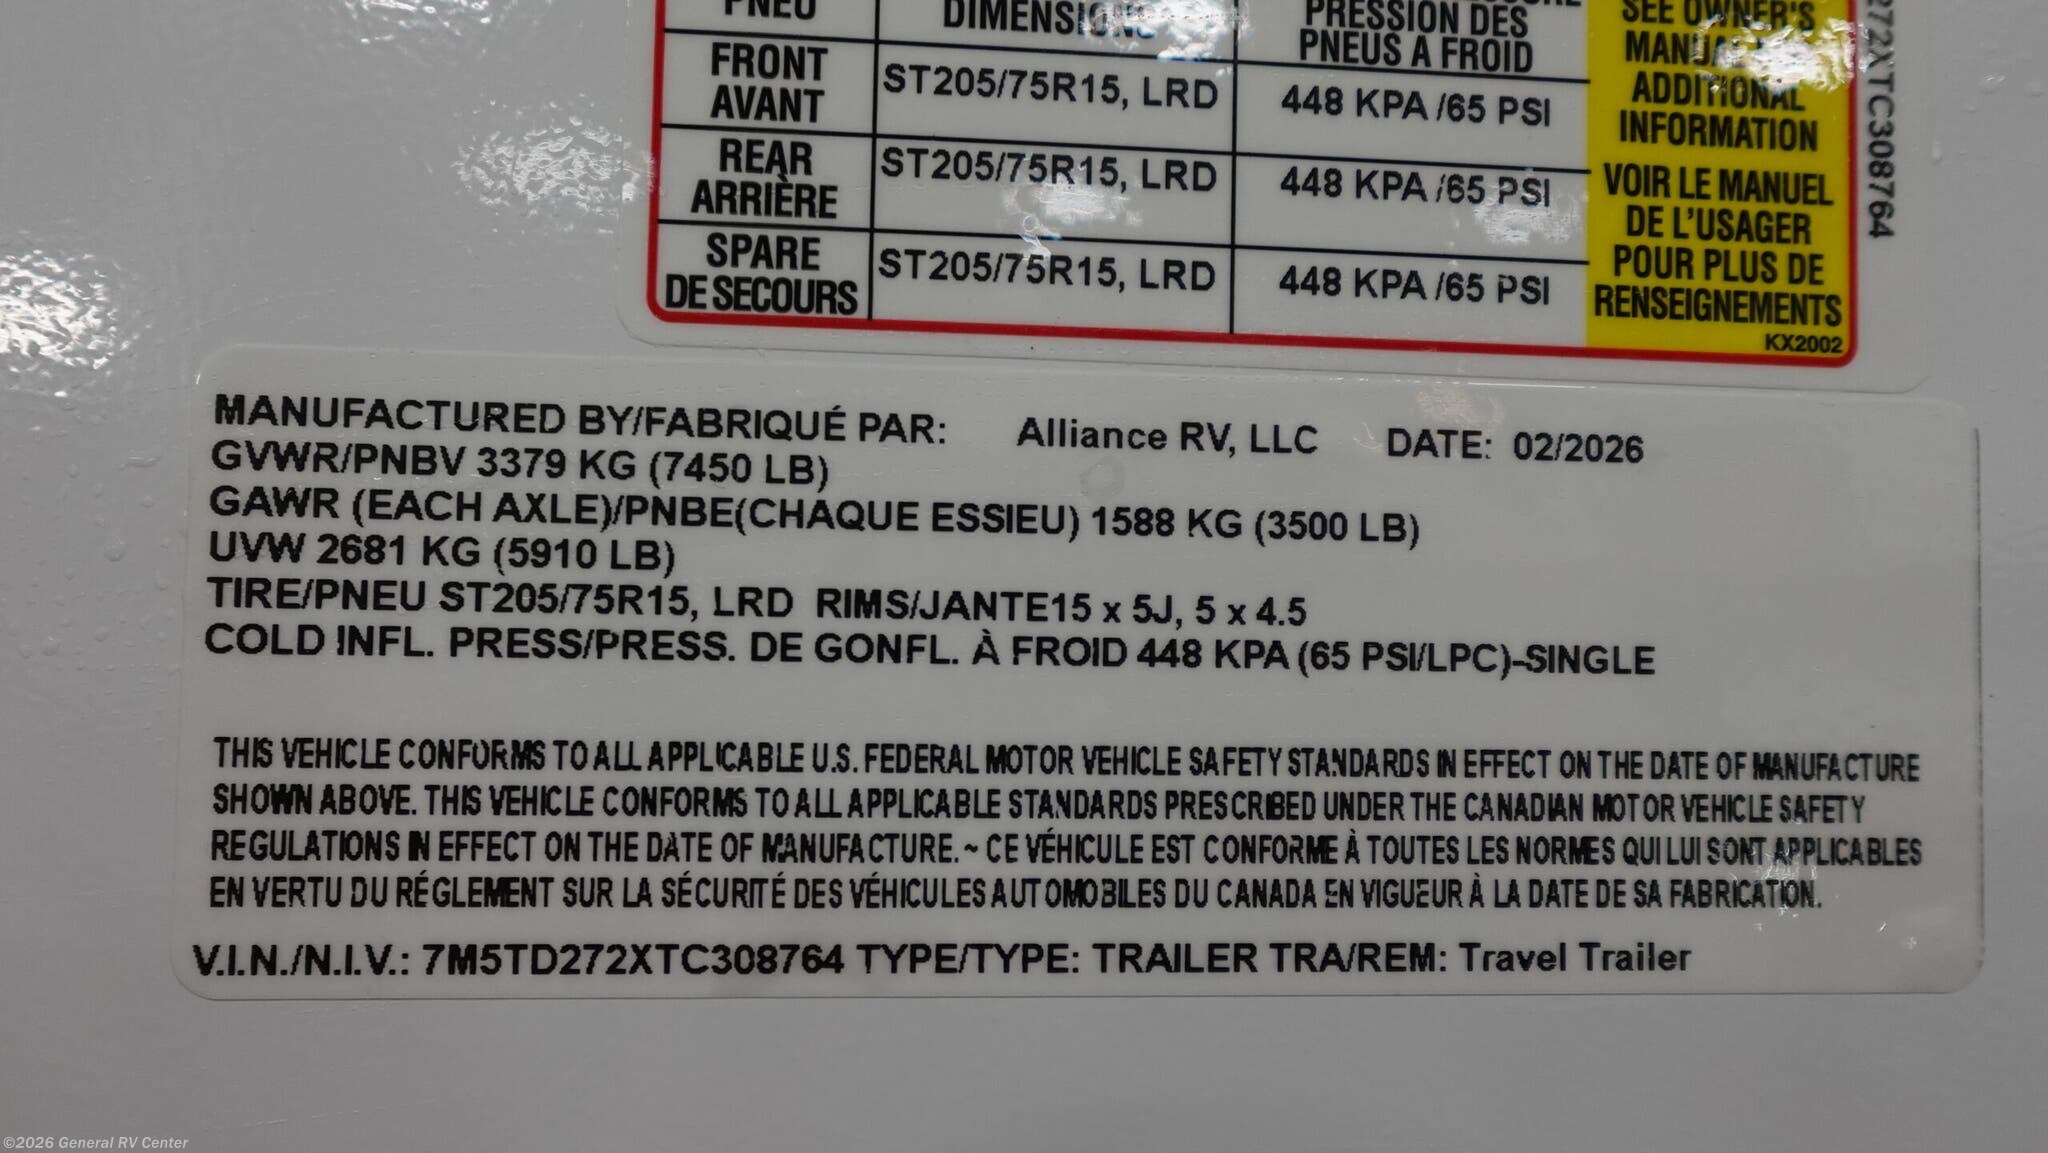 PNEU DIMENSIONS PRESSION DES PNEUS A FROID
FRONT AVANT ST205/75R15, LRD 448 KPA /65 PSI
REAR ARRIÈRE ST205/75R15, LRD 448 KPA /65 PSI
SPARE DE SECOURS ST205/75R15, LRD 448 KPA /65 PSI
SEE OWNER'S
MANUAL
ADDITIONAL
INFORMATION
VOIR LE MANUEL
DE L'USAGER
POUR PLUS DE
RENSEIGNEMENTS
KX2002
272XTC308764
MANUFACTURED BY/FABRIQUÉ PAR: Alliance RV, LLC DATE: 02/2026
GVWR/PNBV 3379 KG (7450 LB)
GAWR (EACH AXLE)/PNBE(CHAQUE ESSIEU) 1588 KG (3500 LB)
UVW 2681 KG (5910 LB)
TIRE/PNEU ST205/75R15, LRD RIMS/JANTE15 x 5J, 5 x 4.5
COLD INFL. PRESS/PRESS. DE GONFL. À FROID 448 KPA (65 PSI/LPC)-SINGLE
THIS VEHICLE CONFORMS TO ALL APPLICABLE U.S. FEDERAL MOTOR VEHICLE SAFETY STANDARDS IN EFFECT ON THE DATE OF MANUFACTURE
SHOWN ABOVE. THIS VEHICLE CONFORMS TO ALL APPLICABLE STANDARDS PRESCRIBED UNDER THE CANADIAN MOTOR VEHICLE SAFETY
REGULATIONS IN EFFECT ON THE DATE OF MANUFACTURE. ~ CE VÉHICULE EST CONFORME À TOUTES LES NORMES QUI LUI SONT APPLICABLES
EN VERTU DU RÉGLEMENT SUR LA SÉCURITÉ DES VÉHICULES AUTOMOBILES DU CANADA EN VIGUEUR À LA DATE DE SA FABRICATION.
V.I.N./N.I.V.: 7M5TD272XTC308764 TYPE/TYPE: TRAILER TRA/REM: Travel Trailer
©2026 General RV Center